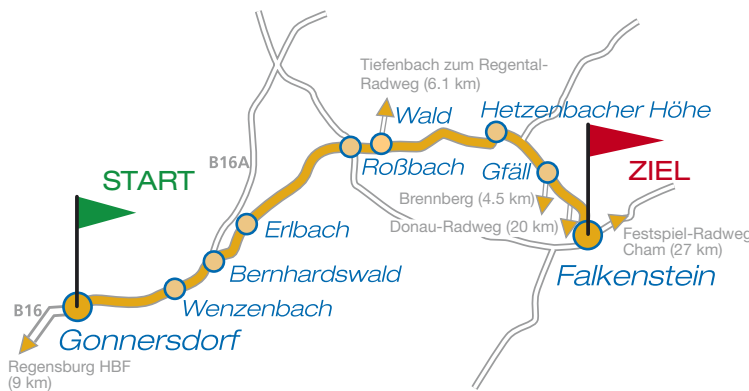 Tiefenbach zum Regental-
Radweg (6.1 km)
Wald
Hetzenbacher Höhe
B16A
Roßbach
Gfäll
ZIEL
START
Brennberg (4.5 km)
Donau-Radweg (20 km)
Erlbach
Festspiel-Radweg
Cham (27 km)
Bernhardswald
Falkenstein
Wenzenbach
B16
Gonnersdorf
Regensburg HBF
(9 km)